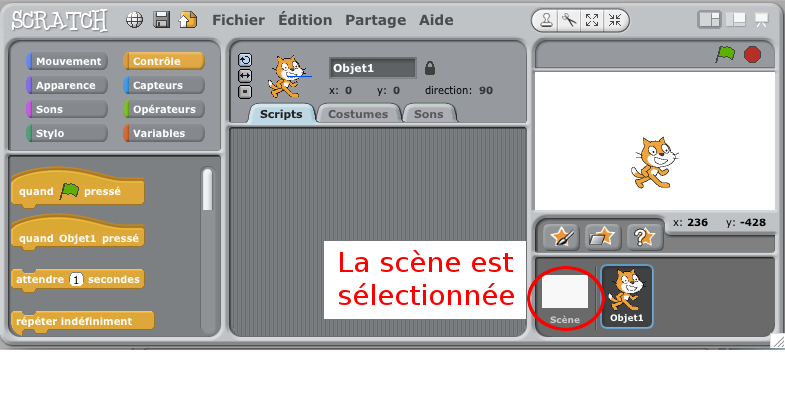 SCRATCH Fichier Édition Partage Aide
Mouvement Contrôle
Apparence Capteurs
Sons Opérateurs
Stylo Variables
Objet1
x: 0 y: 0 direction: 90
Scripts Costumes Sons
quand pressé
quand Objet1 pressé
attendre 1 secondes
répéter indéfiniment
x: 236 y: -428
La scène est
sélectionnée
Scène Objet1